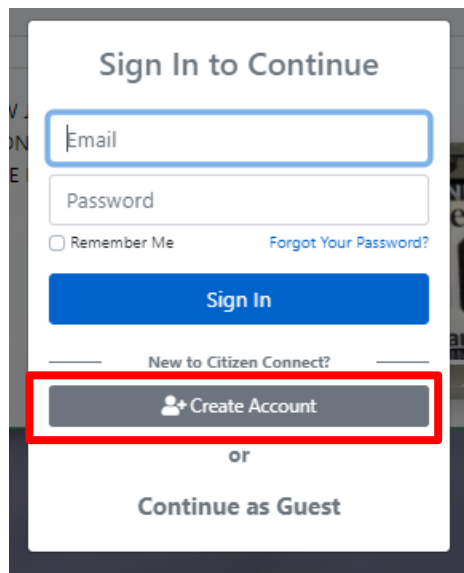 Sign In to Continue
Email
Password
Remember Me Forgot Your Password?
Sign In
New to Citizen Connect?
Create Account
or
Continue as Guest